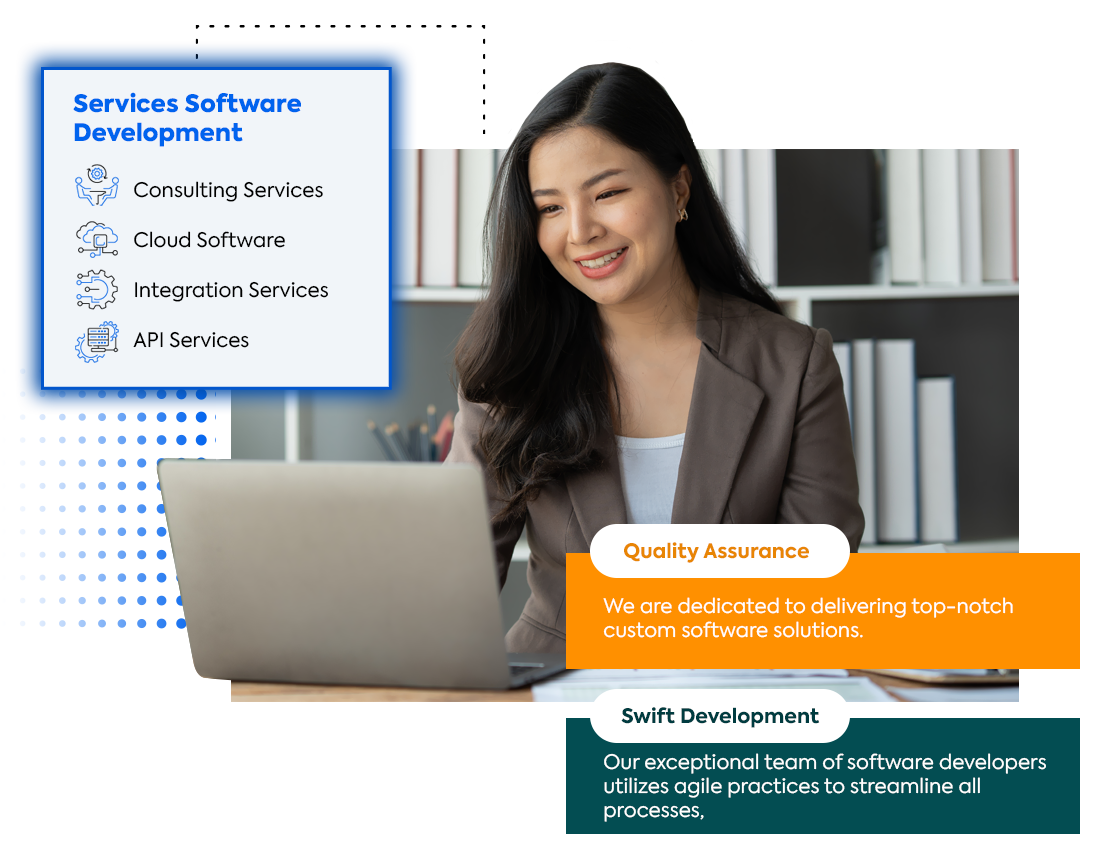 Services Software
Development
Consulting Services
Cloud Software
Integration Services
API Services
Quality Assurance
We are dedicated to delivering top-notch
custom software solutions.
Swift Development
Our exceptional team of software developers
utilizes agile practices to streamline all
processes,